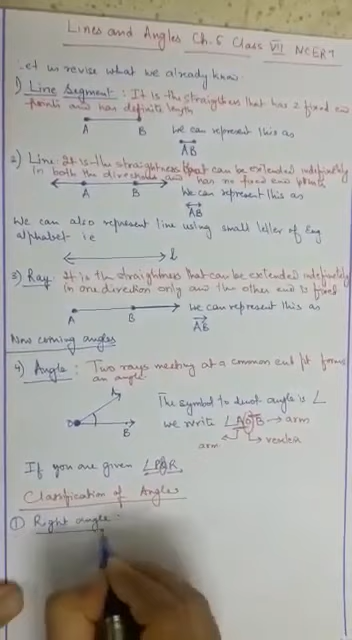 Lines and Angles Ch. 5 Class VII NCERT
Let us revise what we already know
1) Line Segment : It is the straightness that has 2 fixed end
points and has definite length
A B We can represent this as
AB
2) Line It is the straightness that can be extended indefinitely
in both the directions and has no fixed end points
A B We can represent this as
AB
We can also represent line using small letter of Eng
alphabet i.e
l
3) Ray It is the straightness that can be extended indefinitely
in one direction only and the other end is fixed
A B We can represent this as
AB
Now coming angles
4) Angle : Two rays meeting at a common end pt forms
an angle.
A The symbol to denot angle is ∠
O B we write ∠AOB → arm
arm vertex
If you are given ∠PQR,
Classification of Angles
① Right angle :